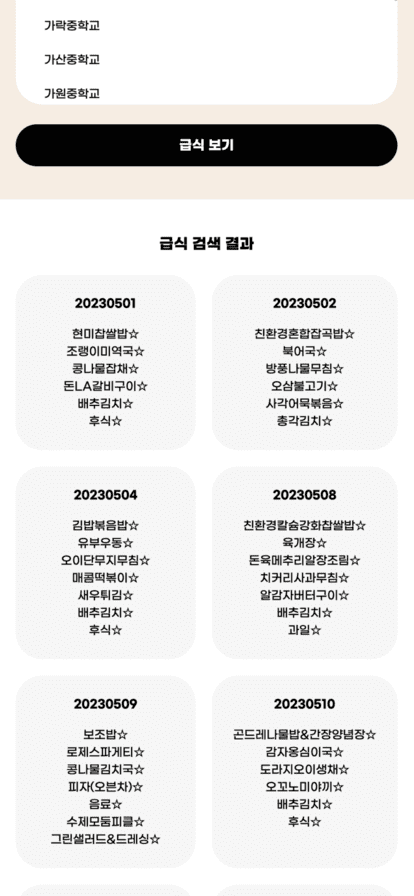 가락중학교
가산중학교
가원중학교
급식 보기
급식 검색 결과
20230501
현미찹쌀밥☆
조랭이미역국☆
콩나물잡채☆
돈LA갈비구이☆
배추김치☆
후식☆
20230502
친환경혼합잡곡밥☆
북어국☆
방풍나물무침☆
오삼불고기☆
사각어묵볶음☆
총각김치☆
20230504
김밥볶음밥☆
유부우동☆
오이단무지무침☆
매콤떡볶이☆
새우튀김☆
배추김치☆
후식☆
20230508
친환경칼슘강화찹쌀밥☆
육개장☆
돈육메추리알장조림☆
치커리사과무침☆
알감자버터구이☆
배추김치☆
과일☆
20230509
보조밥☆
로제스파게티☆
콩나물김치국☆
피자(오븐차)☆
음료☆
수제모둠피클☆
그린샐러드&드레싱☆
20230510
곤드레나물밥&간장양념장☆
감자옹심이국☆
도라지오이생채☆
오꼬노미야끼☆
배추김치☆
후식☆